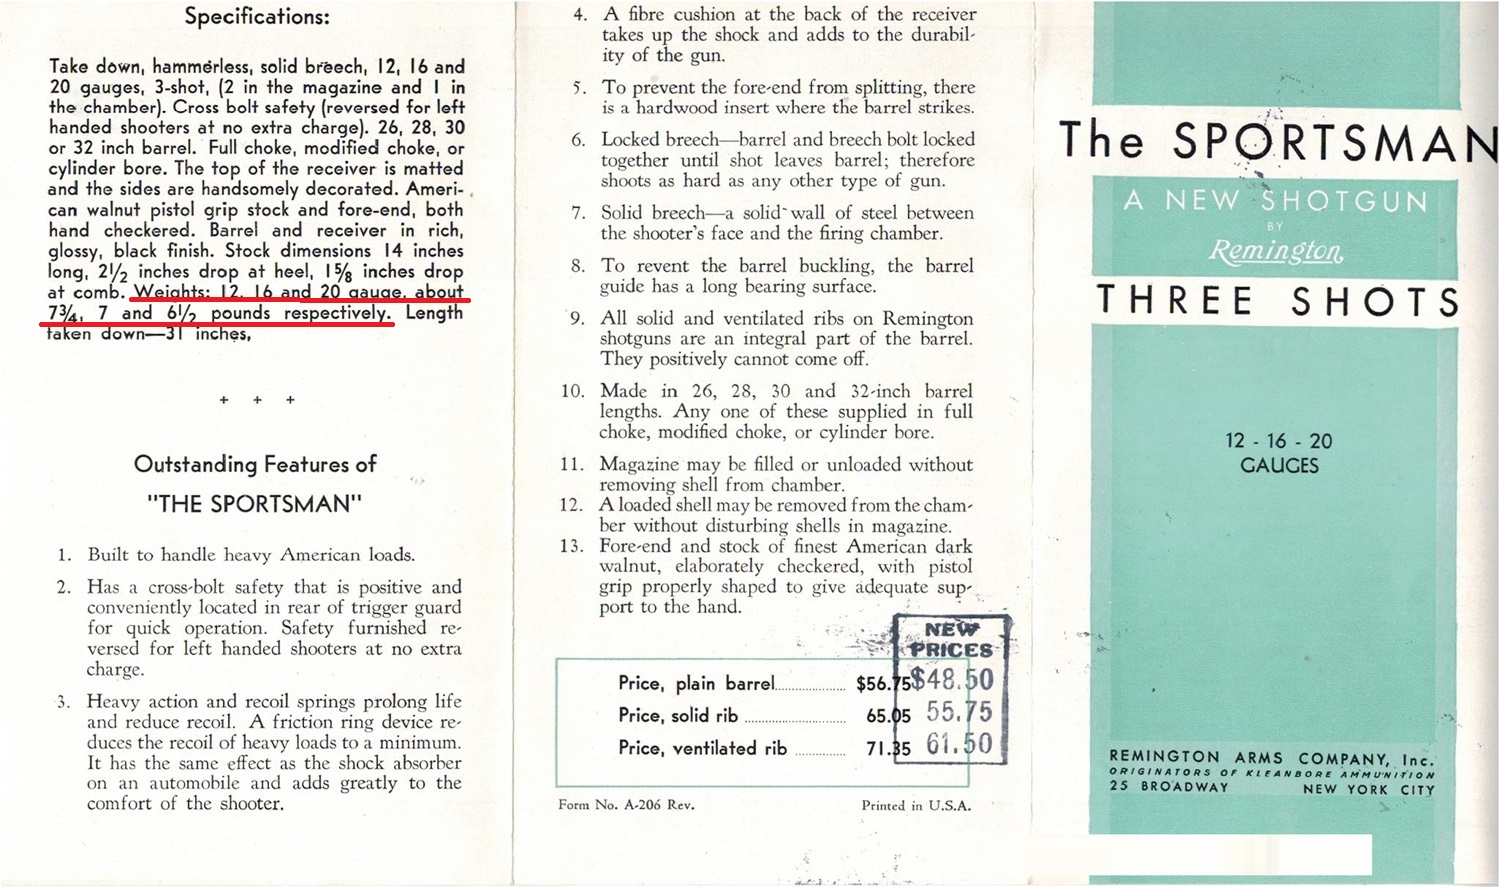 Specifications:
Take down, hammerless, solid breech, 12, 16 and
20 gauges, 3-shot, (2 in the magazine and 1 in
the chamber). Cross bolt safety (reversed for left
handed shooters at no extra charge). 26, 28, 30
or 32 inch barrel. Full choke, modified choke, or
cylinder bore. The top of the receiver is matted
and the sides are handsomely decorated. Ameri-
can walnut pistol grip stock and fore-end, both
hand checkered. Barrel and receiver in rich,
glossy, black finish. Stock dimensions 14 inches
long, 2½ inches drop at heel, 1⅝ inches drop
at comb. Weights: 12, 16 and 20 gauge, about
7¾, 7 and 6½ pounds respectively. Length
taken down—31 inches,
+ + +
Outstanding Features of
"THE SPORTSMAN"
1. Built to handle heavy American loads.
2. Has a cross-bolt safety that is positive and
conveniently located in rear of trigger guard
for quick operation. Safety furnished re-
versed for left handed shooters at no extra
charge.
3. Heavy action and recoil springs prolong life
and reduce recoil. A friction ring device re-
duces the recoil of heavy loads to a minimum.
It has the same effect as the shock absorber
on an automobile and adds greatly to the
comfort of the shooter.
4. A fibre cushion at the back of the receiver
takes up the shock and adds to the durabil-
ity of the gun.
5. To prevent the fore-end from splitting, there
is a hardwood insert where the barrel strikes.
6. Locked breech—barrel and breech bolt locked
together until shot leaves barrel; therefore
shoots as hard as any other type of gun.
7. Solid breech—a solid wall of steel between
the shooter's face and the firing chamber.
8. To revent the barrel buckling, the barrel
guide has a long bearing surface.
9. All solid and ventilated ribs on Remington
shotguns are an integral part of the barrel.
They positively cannot come off.
10. Made in 26, 28, 30 and 32-inch barrel
lengths. Any one of these supplied in full
choke, modified choke, or cylinder bore.
11. Magazine may be filled or unloaded without
removing shell from chamber.
12. A loaded shell may be removed from the cham-
ber without disturbing shells in magazine.
13. Fore-end and stock of finest American dark
walnut, elaborately checkered, with pistol
grip properly shaped to give adequate sup-
port to the hand.
NEW
PRICES
Price, plain barrel.................... $56.75 $48.50
Price, solid rib ........................... 65.05 55.75
Price, ventilated rib .............. 71.35 61.50
Form No. A-206 Rev. Printed in U.S.A.
The SPORTSMAN
A NEW SHOTGUN
BY
Remington,
THREE SHOTS
12 - 16 - 20
GAUGES
REMINGTON ARMS COMPANY, Inc.
ORIGINATORS OF KLEANBORE AMMUNITION
25 BROADWAY NEW YORK CITY